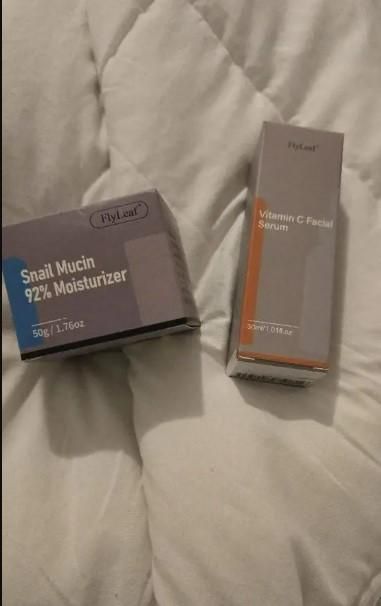 FlyLeaf
Snail Mucin
92% Moisturizer
50g / 1.76oz
FlyLeaf
Vitamin C Facial
Serum
30ml/1.01fl.oz